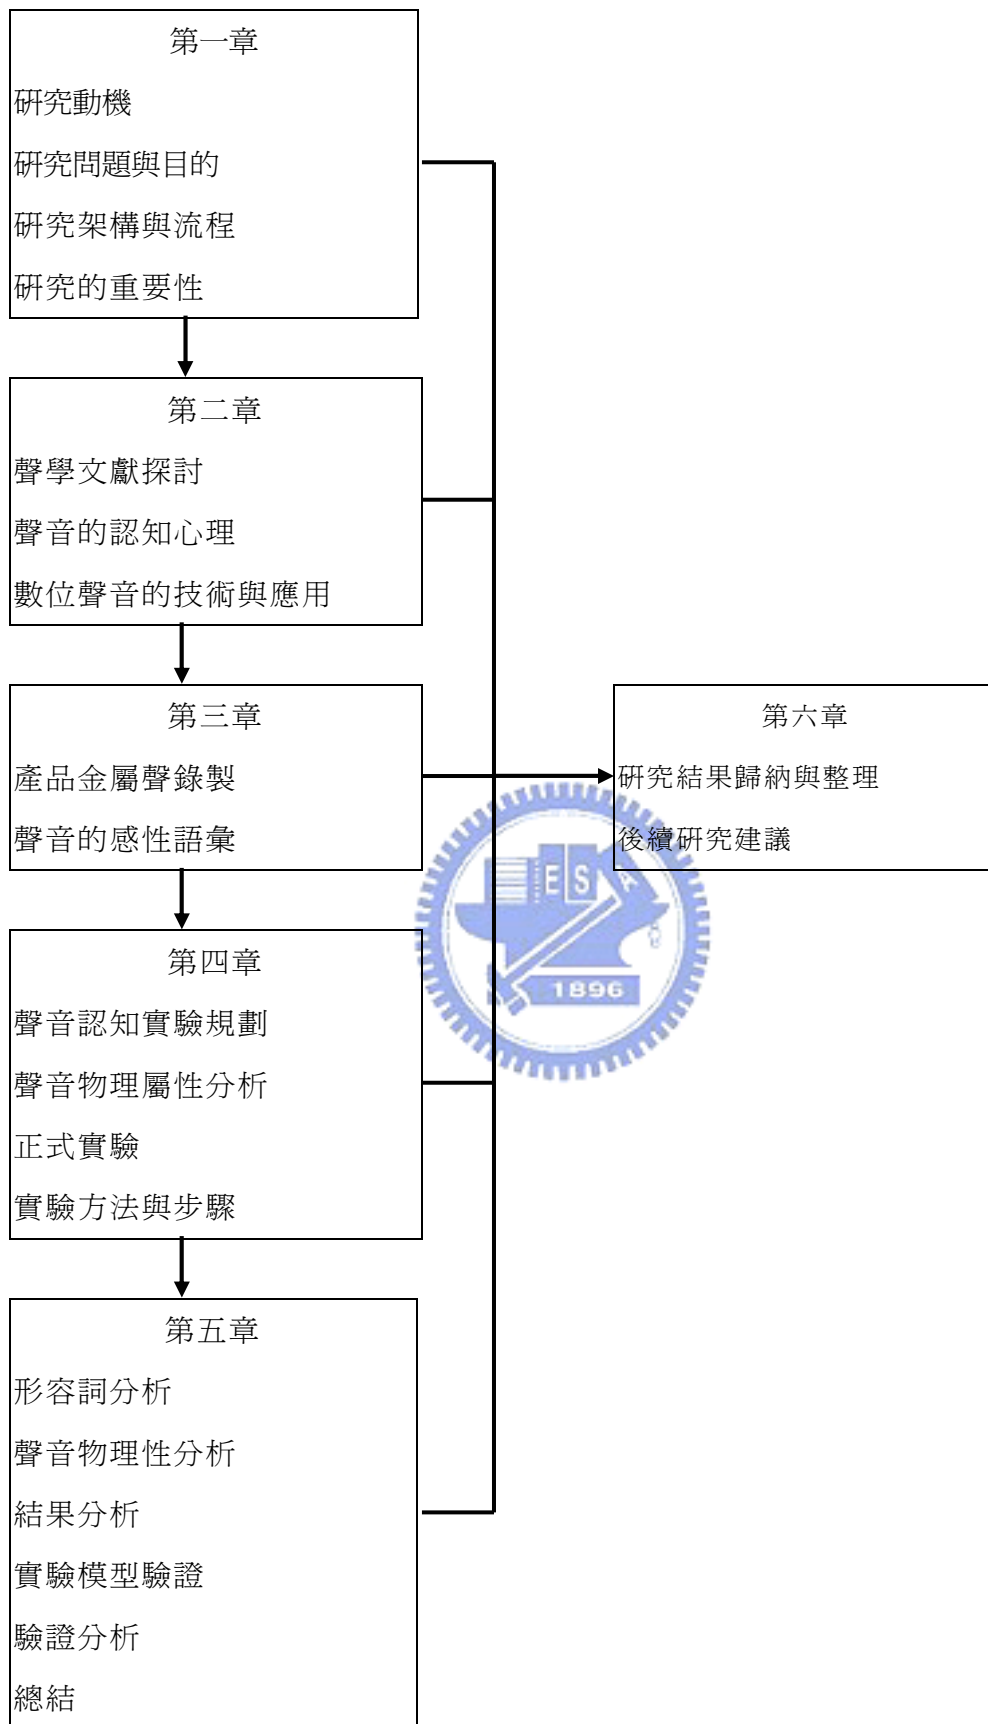 第一章
研究動機
研究問題與目的
研究架構與流程
研究的重要性
第二章
聲學文獻探討
聲音的認知心理
數位聲音的技術與應用
第三章
產品金屬聲錄製
聲音的感性語彙
第四章
聲音認知實驗規劃
聲音物理屬性分析
正式實驗
實驗方法與步驟
第五章
形容詞分析
聲音物理性分析
結果分析
實驗模型驗證
驗證分析
總結
第六章
研究結果歸納與整理
後續研究建議
E S A
1896